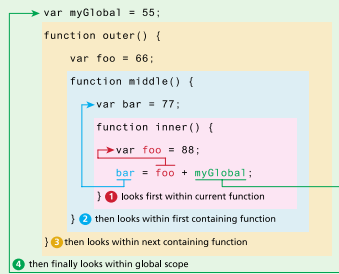 var myGlobal = 55;
function outer() {
var foo = 66;
function middle() {
var bar = 77;
function inner() {
var foo = 88;
bar = foo + myGlobal;
} 1 looks first within current function
} 2 then looks within first containing function
} 3 then looks within next containing function
4 then finally looks within global scope